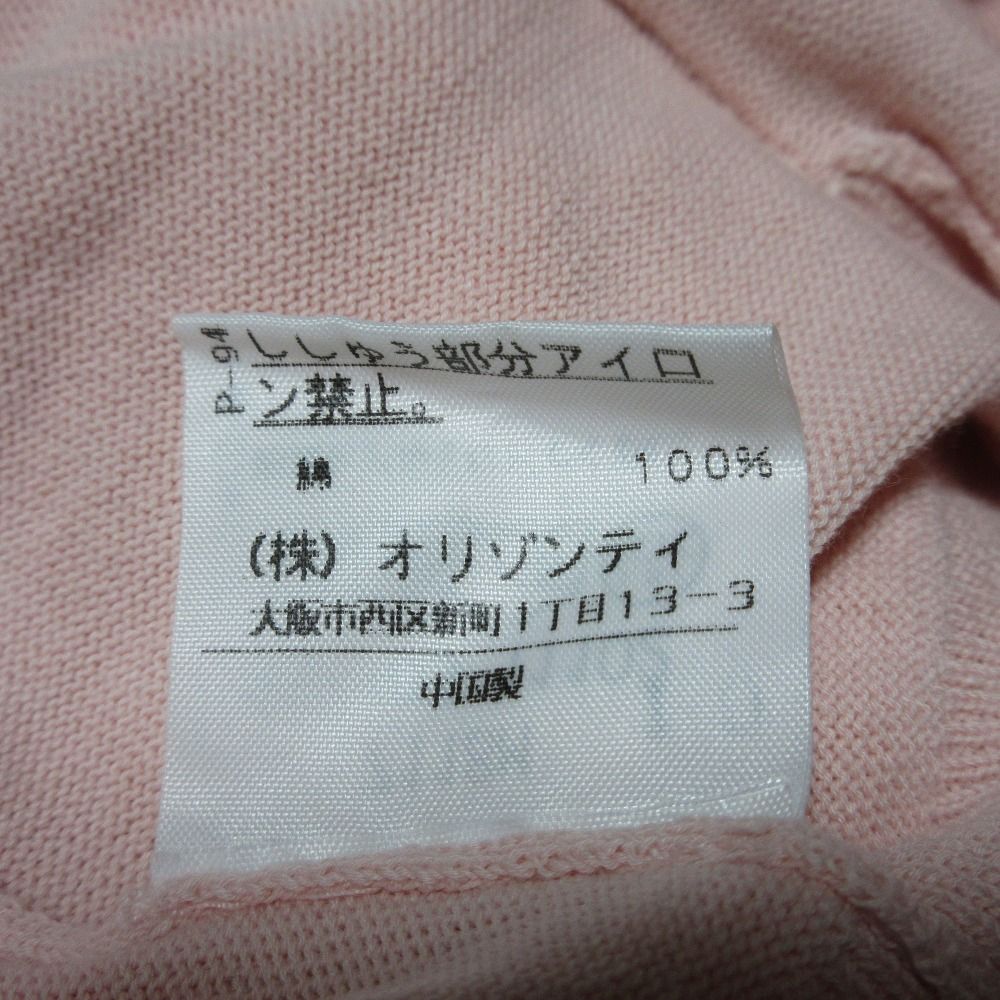 P-94
ししゅう部分アイロ
ン禁止。
綿 100%
(株) オリゾンティ
大阪市西区新町1丁目13-3
中国製